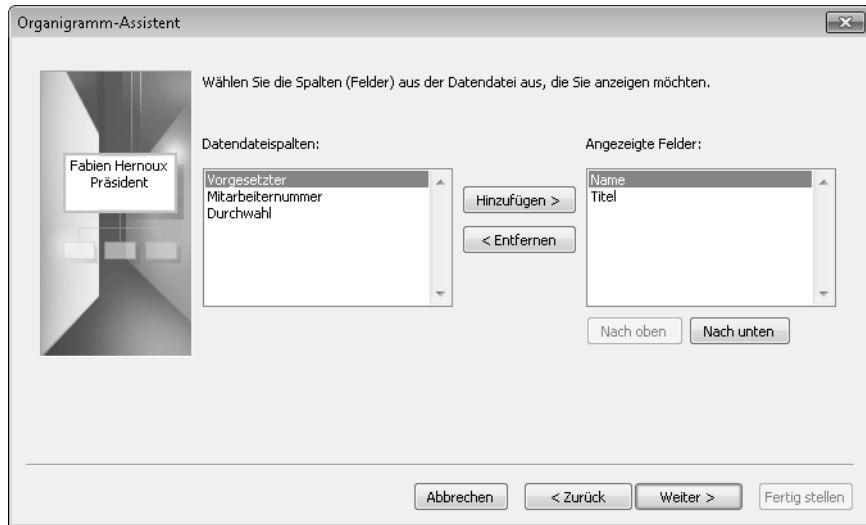 Organigramm-Assistent
Wählen Sie die Spalten (Felder) aus der Datendatei aus, die Sie anzeigen möchten.
Fabien Hernoux
Präsident
Datendateispalten:
Vorgesetzter
Mitarbeiternummer
Durchwahl
Hinzufügen >
< Entfernen
Angezeigte Felder:
Name
Titel
Nach oben
Nach unten
Abbrechen
< Zurück
Weiter >
Fertig stellen